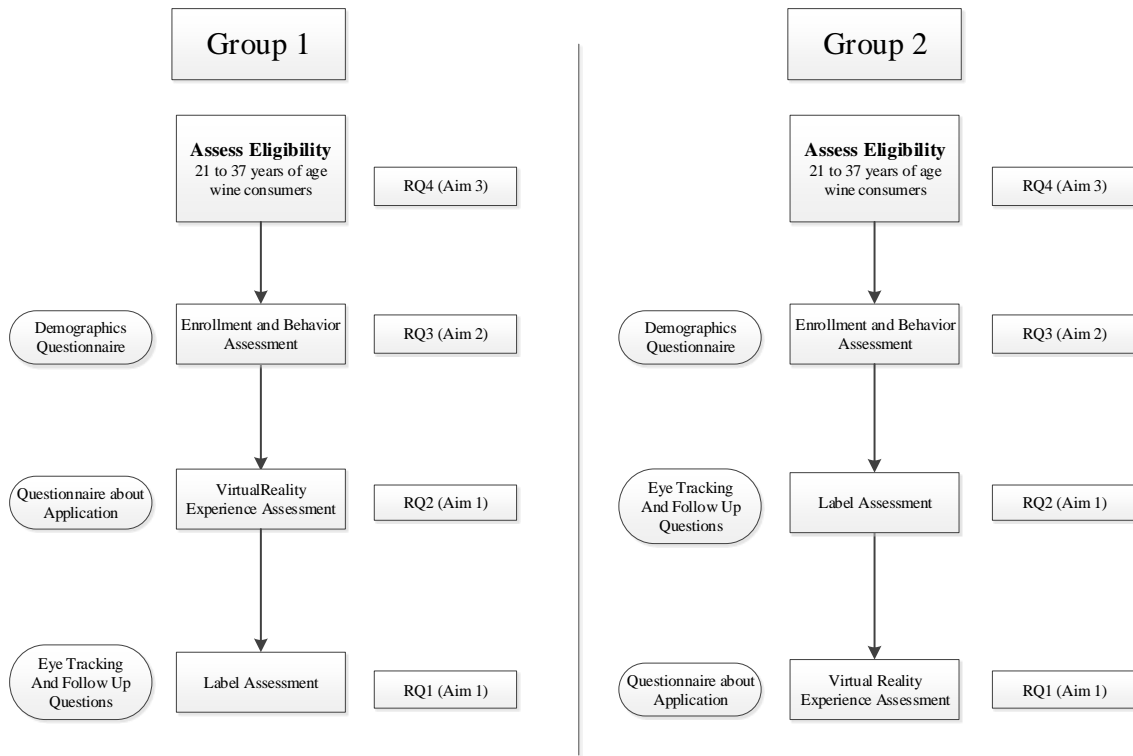 Group 1
Assess Eligibility
21 to 37 years of age
wine consumers
RQ4 (Aim 3)
Demographics
Questionnaire
Enrollment and Behavior
Assessment
RQ3 (Aim 2)
Questionnaire about
Application
VirtualReality
Experience Assessment
RQ2 (Aim 1)
Eye Tracking
And Follow Up
Questions
Label Assessment
RQ1 (Aim 1)
Group 2
Assess Eligibility
21 to 37 years of age
wine consumers
RQ4 (Aim 3)
Demographics
Questionnaire
Enrollment and Behavior
Assessment
RQ3 (Aim 2)
Eye Tracking
And Follow Up
Questions
Label Assessment
RQ2 (Aim 1)
Questionnaire about
Application
Virtual Reality
Experience Assessment
RQ1 (Aim 1)